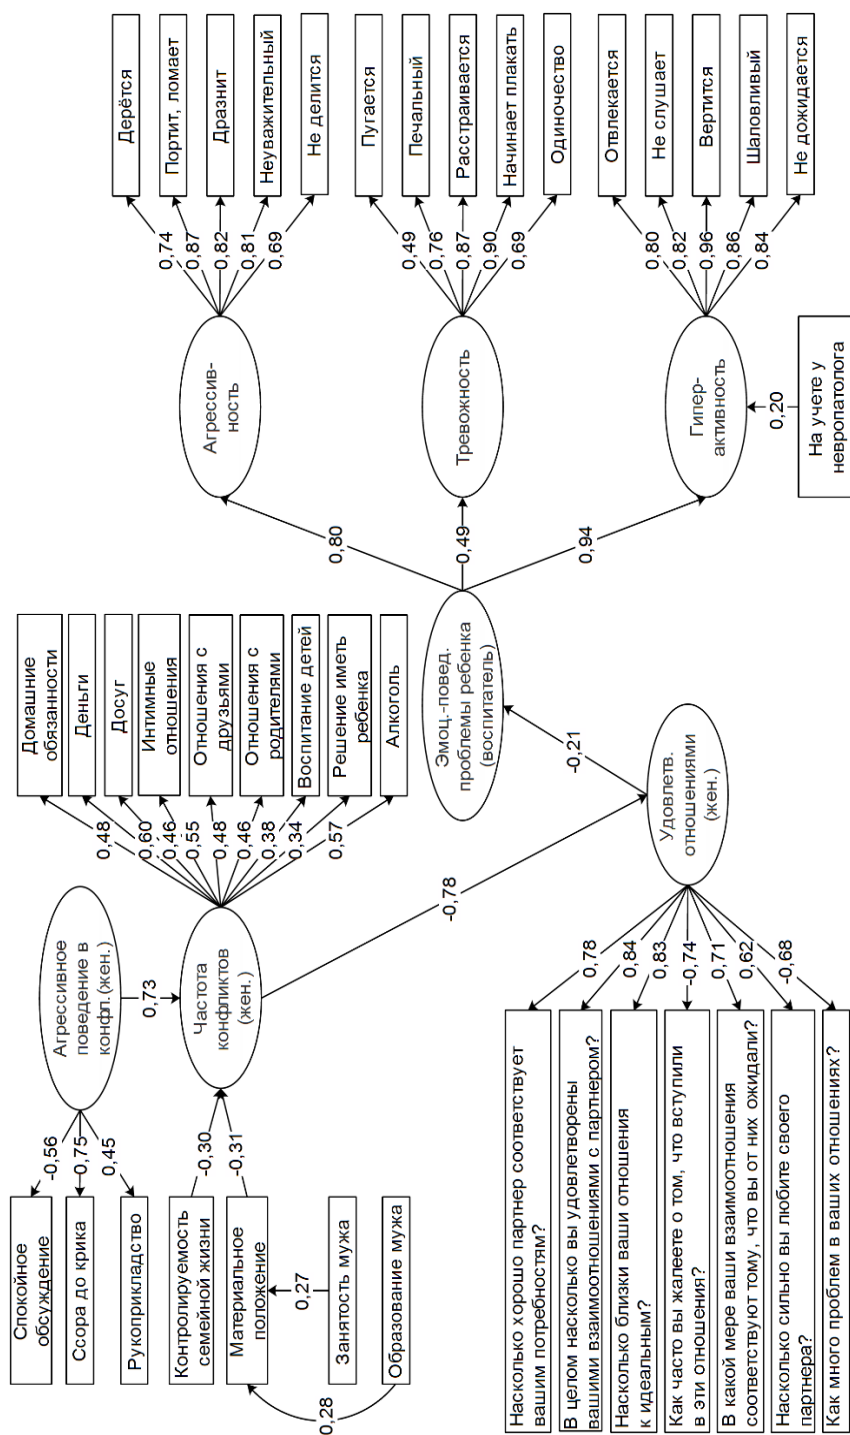 Спокойное
обсуждение
Ссора до крика
Рукоприкладство
-0,56
-0,75
0,45
Агрессивное
поведение в
конфл.(жен.)
0,73
Контролируемость
семейной жизни
Материальное
положение
-0,30
-0,31
0,27
0,28
Занятость мужа
Образование мужа
Частота
конфликтов
(жен.)
0,48
0,60
0,46
0,55
0,48
0,46
0,38
0,34
0,57
Домашние
обязанности
Деньги
Досуг
Интимные
отношения
Отношения с
друзьями
Отношения с
родителями
Воспитание детей
Решение иметь
ребенка
Алкоголь
-0,78
Насколько хорошо партнер соответствует
вашим потребностям?
В целом насколько вы удовлетворены
вашими взаимоотношениями с партнером?
Насколько близки ваши отношения
к идеальным?
Как часто вы жалеете о том, что вступили
в эти отношения?
В какой мере ваши взаимоотношения
соответствуют тому, что вы от них ожидали?
Насколько сильно вы любите своего
партнера?
Как много проблем в ваших отношениях?
0,78
0,84
0,83
-0,74
0,71
0,62
-0,68
Удовлетв.
отношениями
(жен.)
-0,21
Эмоц.-повед.
проблемы ребенка
(воспитатель)
0,80
0,49
0,94
Агрессив-
ность
0,74
0,87
0,82
0,81
0,69
Дерётся
Портит, ломает
Дразнит
Неуважительный
Не делится
Тревожность
0,49
0,76
0,87
0,90
0,69
Пугается
Печальный
Расстраивается
Начинает плакать
Одиночество
Гипер-
активность
0,80
0,82
0,96
0,86
0,84
Отвлекается
Не слушает
Вертится
Шаловливый
Не дожидается
0,20
На учете у
невропатолога